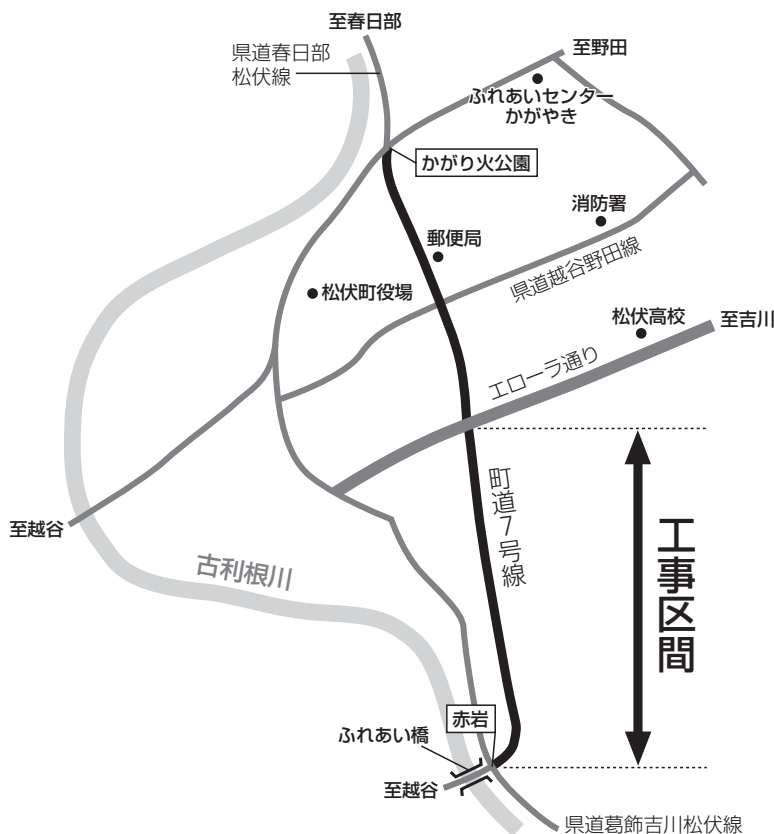 至春日部
県道春日部
松伏線
至野田
ふれあいセンター
かがやき
かがり火公園
消防署
郵便局
県道越谷野田線
松伏町役場
松伏高校
至吉川
エローラ通り
町道7号線
工事区間
至越谷
古利根川
赤岩
ふれあい橋
至越谷
県道葛飾吉川松伏線